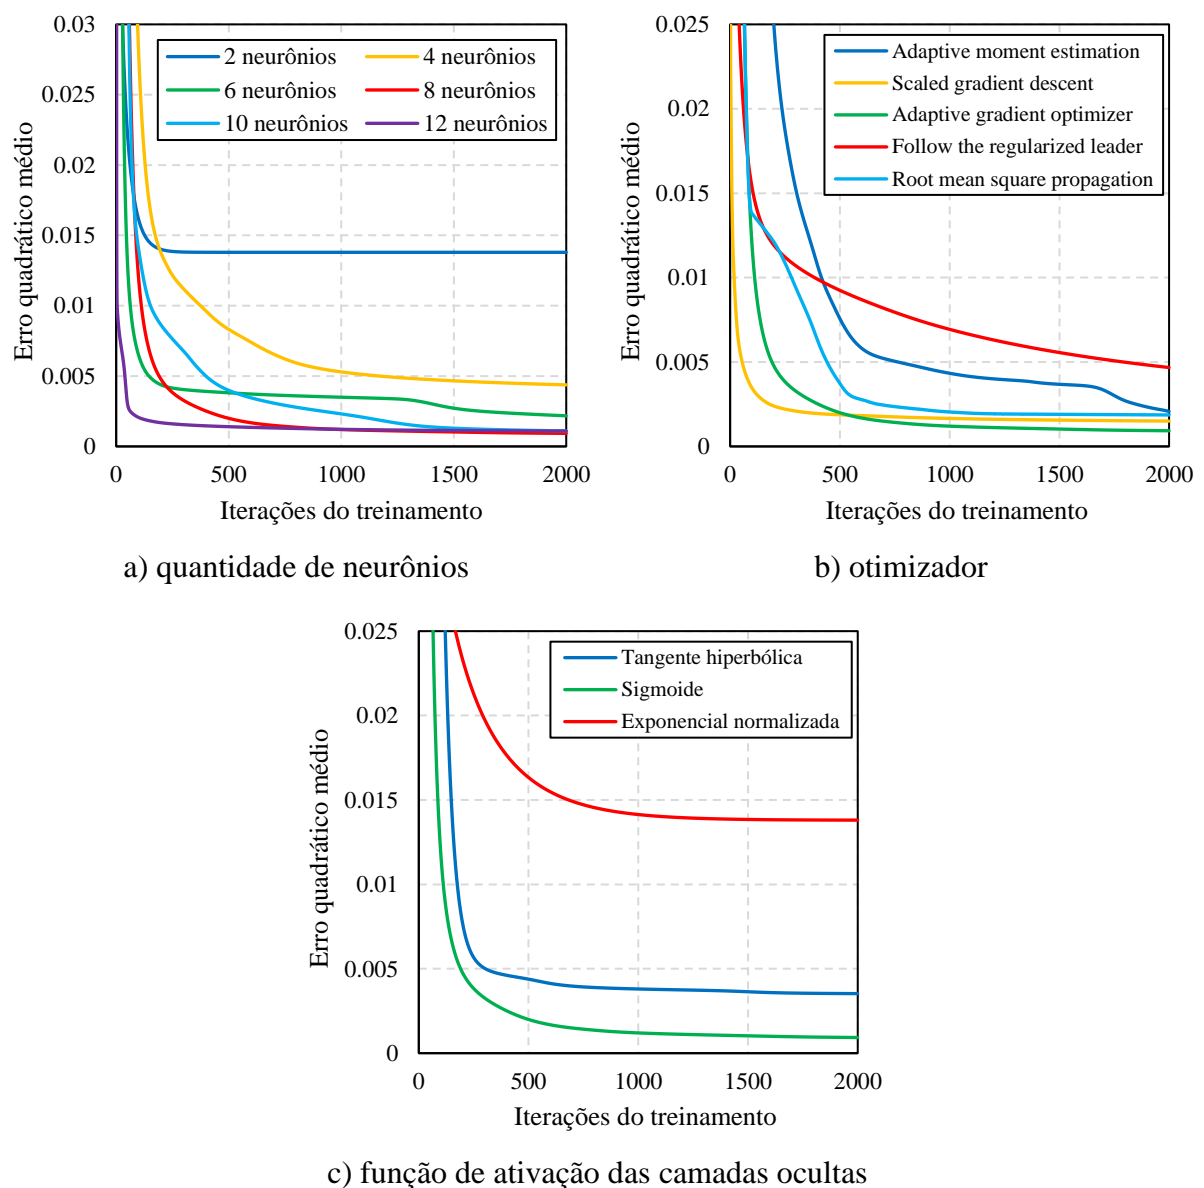 0.03
0.025
0.02
0.015
0.01
0.005
0
Erro quadrático médio
2 neurônios
4 neurônios
6 neurônios
8 neurônios
10 neurônios
12 neurônios
0
500
1000
1500
2000
Iterações do treinamento
a) quantidade de neurônios
0.025
0.02
0.015
0.01
0.005
0
Erro quadrático médio
Adaptive moment estimation
Scaled gradient descent
Adaptive gradient optimizer
Follow the regularized leader
Root mean square propagation
0
500
1000
1500
2000
Iterações do treinamento
b) otimizador
0.025
0.02
0.015
0.01
0.005
0
Erro quadrático médio
Tangente hiperbólica
Sigmoide
Exponencial normalizada
0
500
1000
1500
2000
Iterações do treinamento
c) função de ativação das camadas ocultas